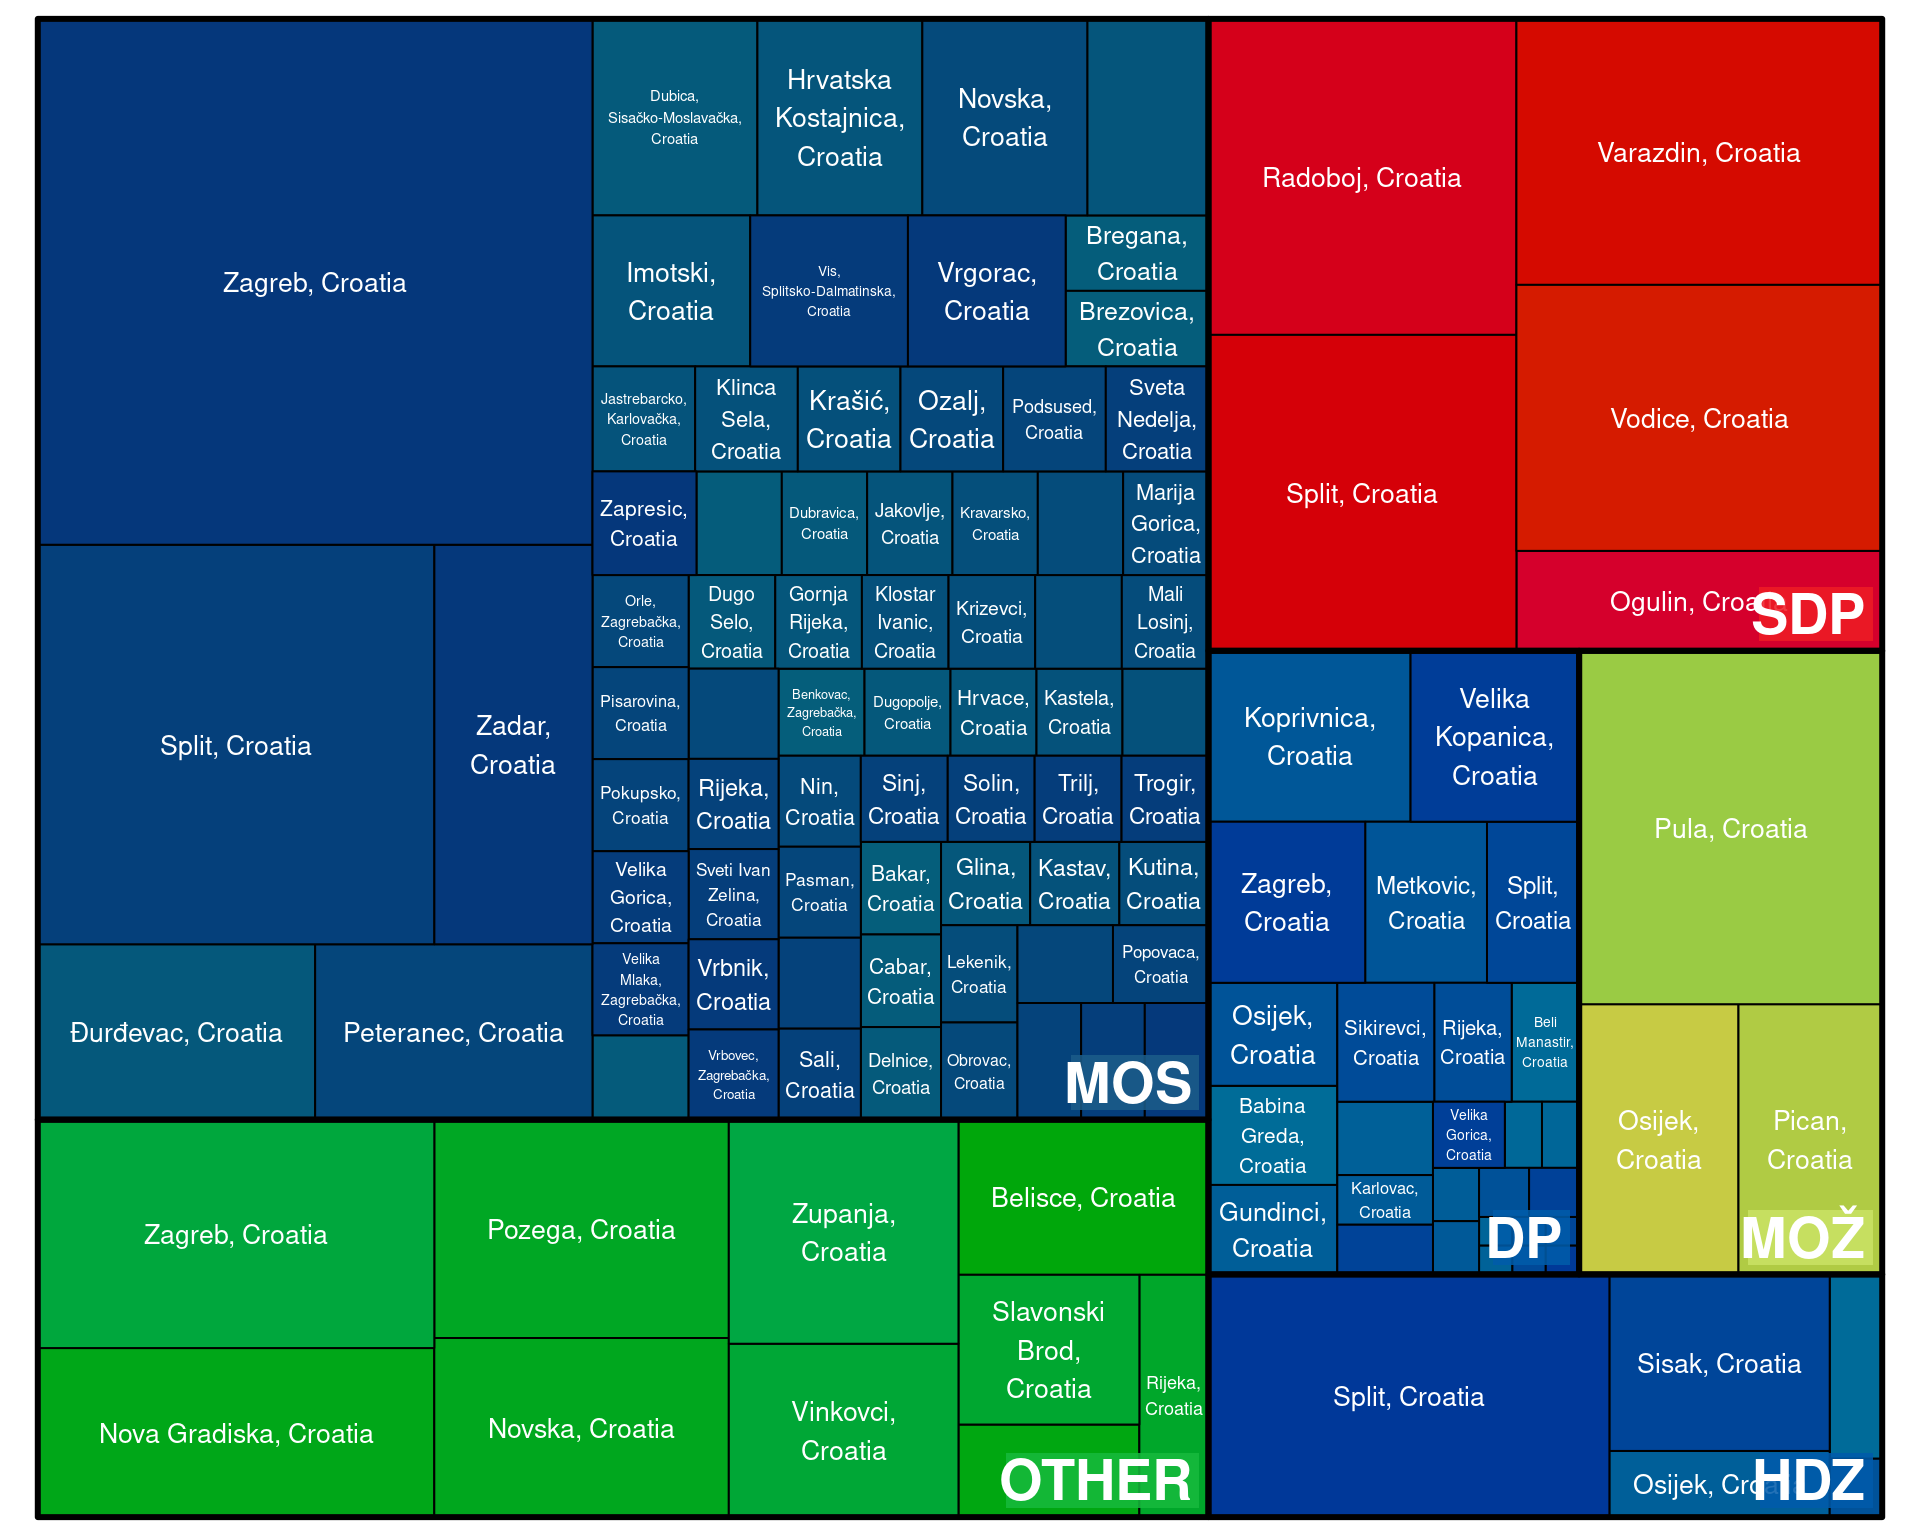 Zagreb, Croatia
Split, Croatia
Zadar,
Croatia
Đurđevac, Croatia
Peteranec, Croatia
Dubica,
Sisačko-Moslavačka,
Croatia
Hrvatska
Kostajnica,
Croatia
Novska,
Croatia
Imotski,
Croatia
Vis,
Splitsko-Dalmatinska,
Croatia
Vrgorac,
Croatia
Bregana,
Croatia
Brezovica,
Croatia
Jastrebarcko,
Karlovačka,
Croatia
Klinca
Sela,
Croatia
Krašić,
Croatia
Ozalj,
Croatia
Podsused,
Croatia
Sveta
Nedelja,
Croatia
Zapresic,
Croatia
Dubravica,
Croatia
Jakovlje,
Croatia
Kravarsko,
Croatia
Marija
Gorica,
Croatia
Orle,
Zagrebačka,
Croatia
Dugo
Selo,
Croatia
Gornja
Rijeka,
Croatia
Klostar
Ivanic,
Croatia
Krizevci,
Croatia
Mali
Losinj,
Croatia
Pisarovina,
Croatia
Benkovac,
Zagrebačka,
Croatia
Dugopolje,
Croatia
Hrvace,
Croatia
Kastela,
Croatia
Pokupsko,
Croatia
Rijeka,
Croatia
Nin,
Croatia
Sinj,
Croatia
Solin,
Croatia
Trilj,
Croatia
Trogir,
Croatia
Velika
Gorica,
Croatia
Sveti Ivan
Zelina,
Croatia
Pasman,
Croatia
Bakar,
Croatia
Glina,
Croatia
Kastav,
Croatia
Kutina,
Croatia
Velika
Mlaka,
Zagrebačka,
Croatia
Vrbnik,
Croatia
Cabar,
Croatia
Lekenik,
Croatia
Popovaca,
Croatia
Vrbovec,
Zagrebačka,
Croatia
Sali,
Croatia
Delnice,
Croatia
Obrovac,
Croatia
MOS
Radoboj, Croatia
Varazdin, Croatia
Split, Croatia
Vodice, Croatia
Ogulin, Croatia
SDP
Koprivnica,
Croatia
Velika
Kopanica,
Croatia
Zagreb,
Croatia
Metkovic,
Croatia
Split,
Croatia
Osijek,
Croatia
Sikirevci,
Croatia
Rijeka,
Croatia
Beli
Manastir,
Croatia
Babina
Greda,
Croatia
Velika
Gorica,
Croatia
Gundinci,
Croatia
Karlovac,
Croatia
DP
Pula, Croatia
Osijek,
Croatia
Pican,
Croatia
MOŽ
Zagreb, Croatia
Pozega, Croatia
Zupanja,
Croatia
Belisce, Croatia
Nova Gradiska, Croatia
Novska, Croatia
Vinkovci,
Croatia
Slavonski
Brod,
Croatia
Rijeka,
Croatia
OTHER
Split, Croatia
Sisak, Croatia
Osijek, Croatia
HDZ